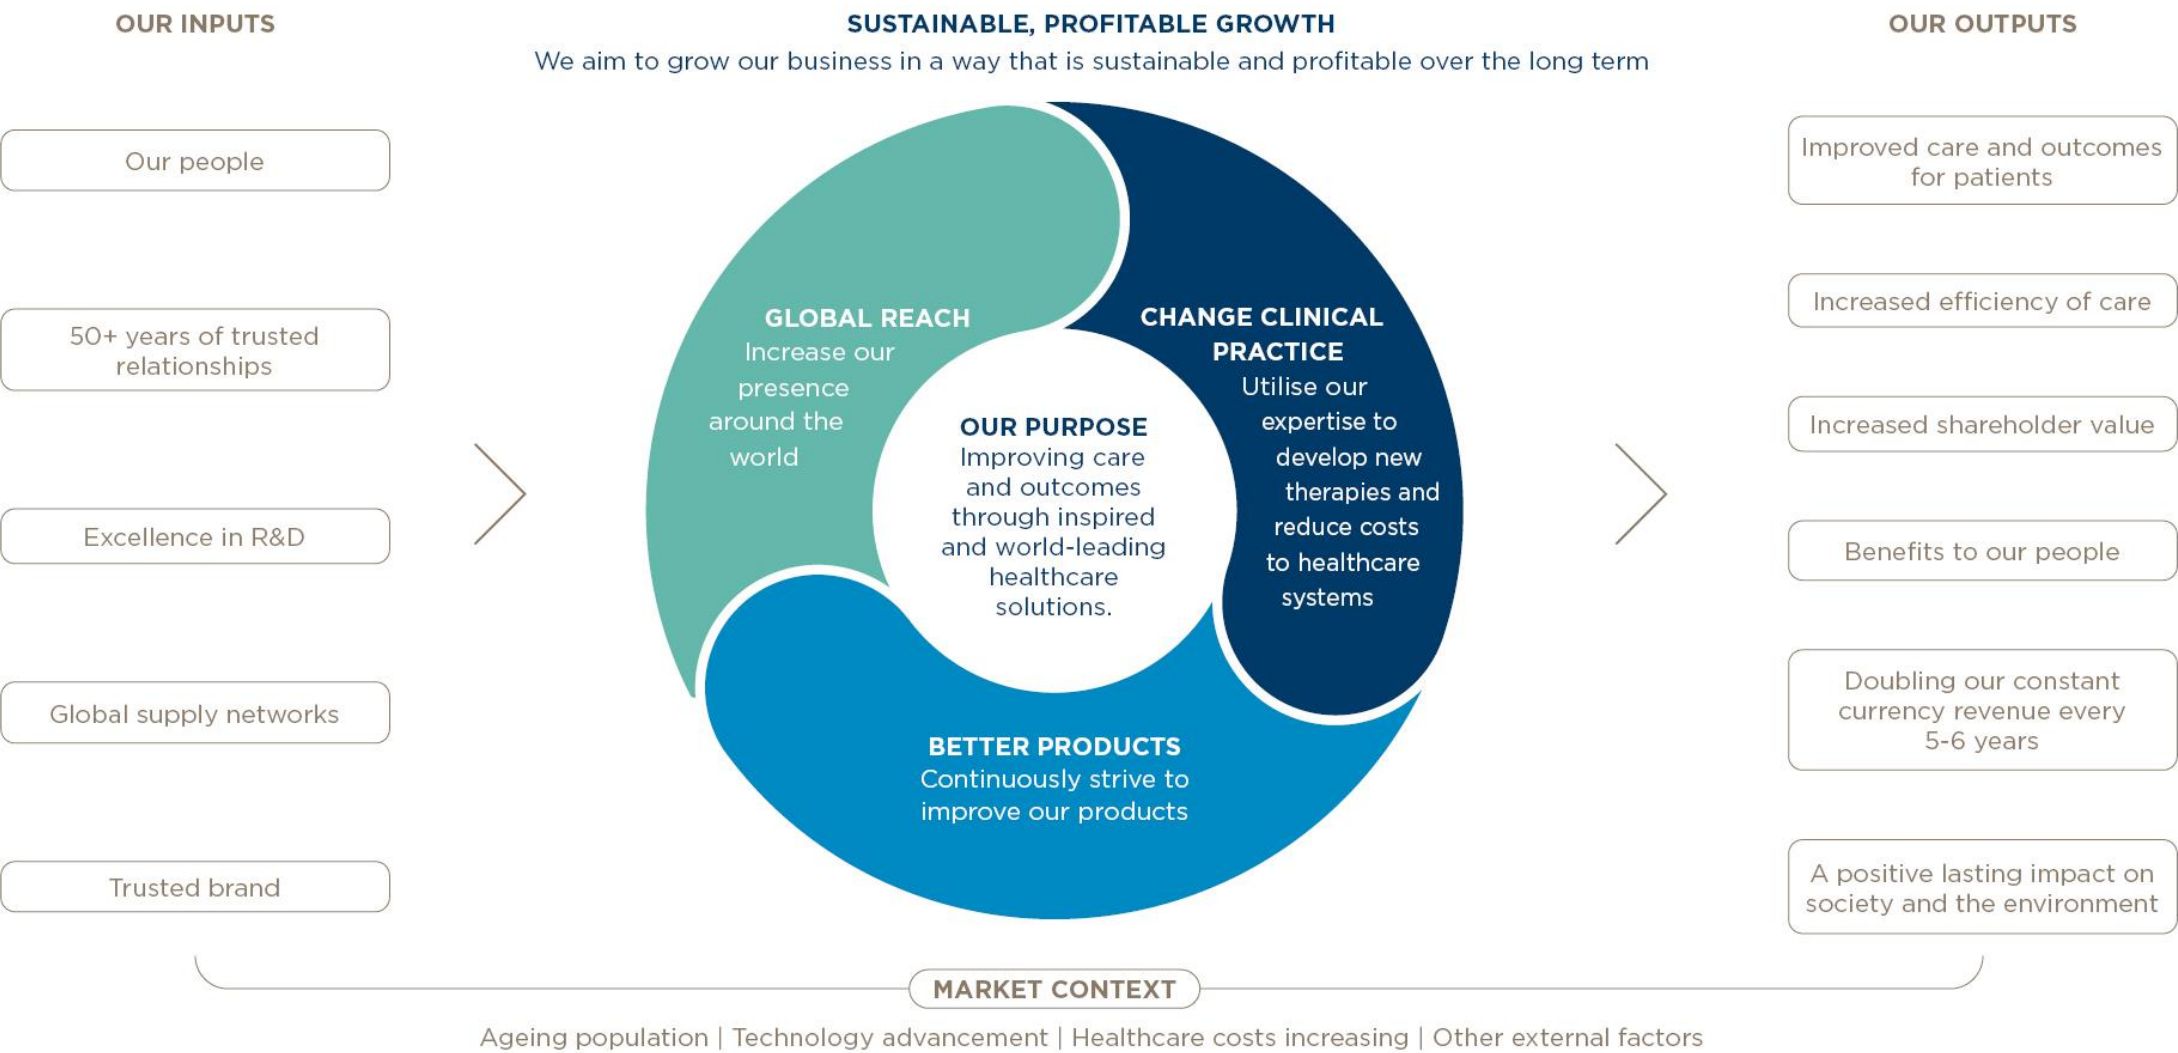 OUR INPUTS
Our people
50+ years of trusted
relationships
Excellence in R&D
Global supply networks
Trusted brand
SUSTAINABLE, PROFITABLE GROWTH
We aim to grow our business in a way that is sustainable and profitable over the long term
GLOBAL REACH
Increase our
presence
around the
world
CHANGE CLINICAL
PRACTICE
Utilise our
expertise to
develop new
therapies and
reduce costs
to healthcare
systems
OUR PURPOSE
Improving care
and outcomes
through inspired
and world-leading
healthcare
solutions.
BETTER PRODUCTS
Continuously strive to
improve our products
OUR OUTPUTS
Improved care and outcomes
for patients
Increased efficiency of care
Increased shareholder value
Benefits to our people
Doubling our constant
currency revenue every
5-6 years
A positive lasting impact on
society and the environment
MARKET CONTEXT
Ageing population | Technology advancement | Healthcare costs increasing | Other external factors